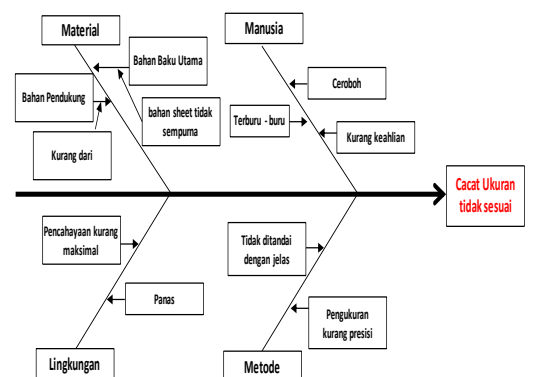 Material
Manusia
Bahan Baku Utama
Ceroboh
Bahan Pendukung
bahan sheet tidak
sempurna
Terburu - buru
Kurang keahlian
Kurang dari
Cacat Ukuran
tidak sesuai
Pencahayaan kurang
maksimal
Tidak ditandai
dengan jelas
Panas
Pengukuran
kurang presisi
Lingkungan
Metode